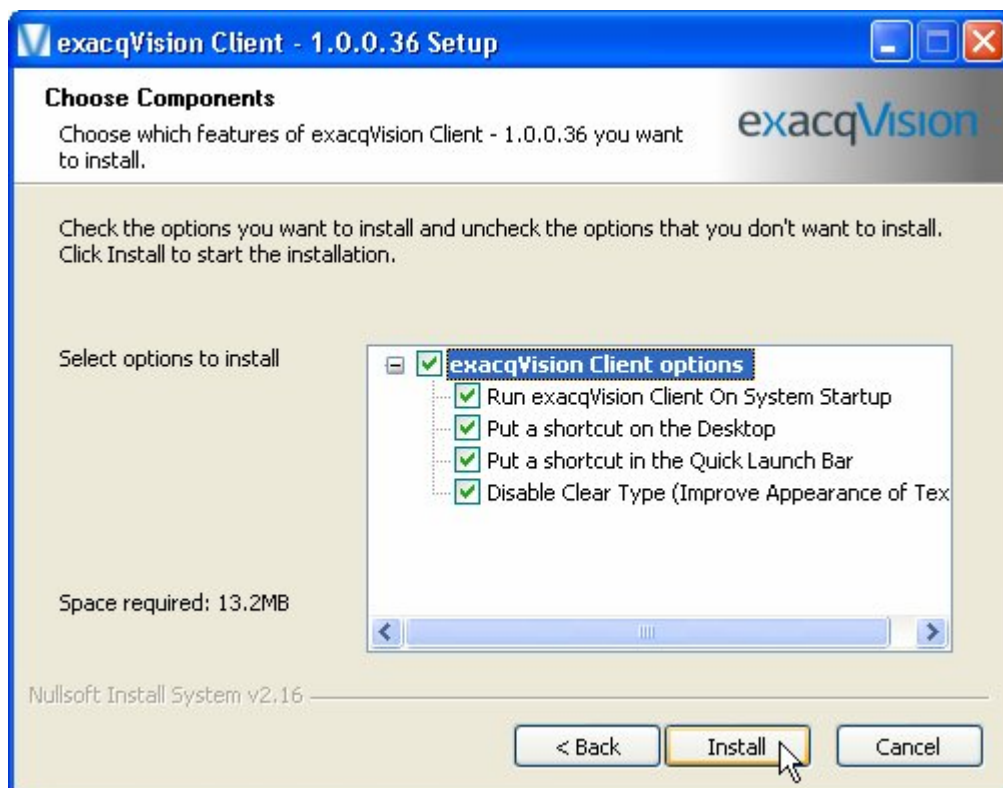 exacqVision Client - 1.0.0.36 Setup
Choose Components
Choose which features of exacqVision Client - 1.0.0.36 you want
to install.
exacqVision
Check the options you want to install and uncheck the options that you don't want to install.
Click Install to start the installation.
Select options to install
exacqVision Client options
Run exacqVision Client On System Startup
Put a shortcut on the Desktop
Put a shortcut in the Quick Launch Bar
Disable Clear Type (Improve Appearance of Tex
Space required: 13.2MB
Nullsoft Install System v2.16
< Back
Install
Cancel